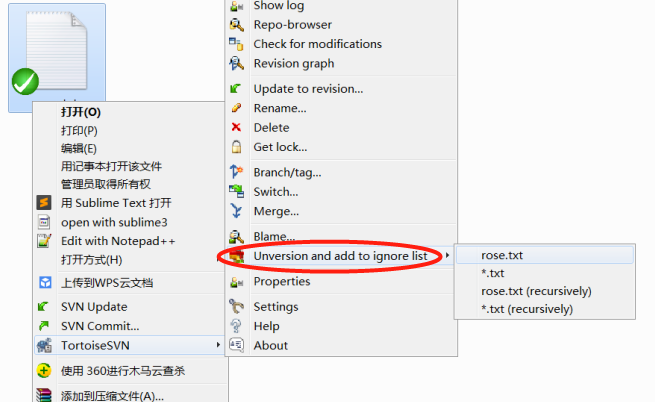 打开(O)
打印(P)
编辑(E)
用记事本打开该文件
管理员取得所有权
用 Sublime Text 打开
open with sublime3
Edit with Notepad++
打开方式(H)
上传到WPS云文档
SVN Update
SVN Commit...
TortoiseSVN
使用 360进行木马云查杀
添加到压缩文件(A)...
Show log
Repo-browser
Check for modifications
Revision graph
Update to revision...
Rename...
Delete
Get lock...
Branch/tag...
Switch...
Merge...
Blame...
Unversion and add to ignore list
Properties
Settings
Help
About
rose.txt
*.txt
rose.txt (recursively)
*.txt (recursively)